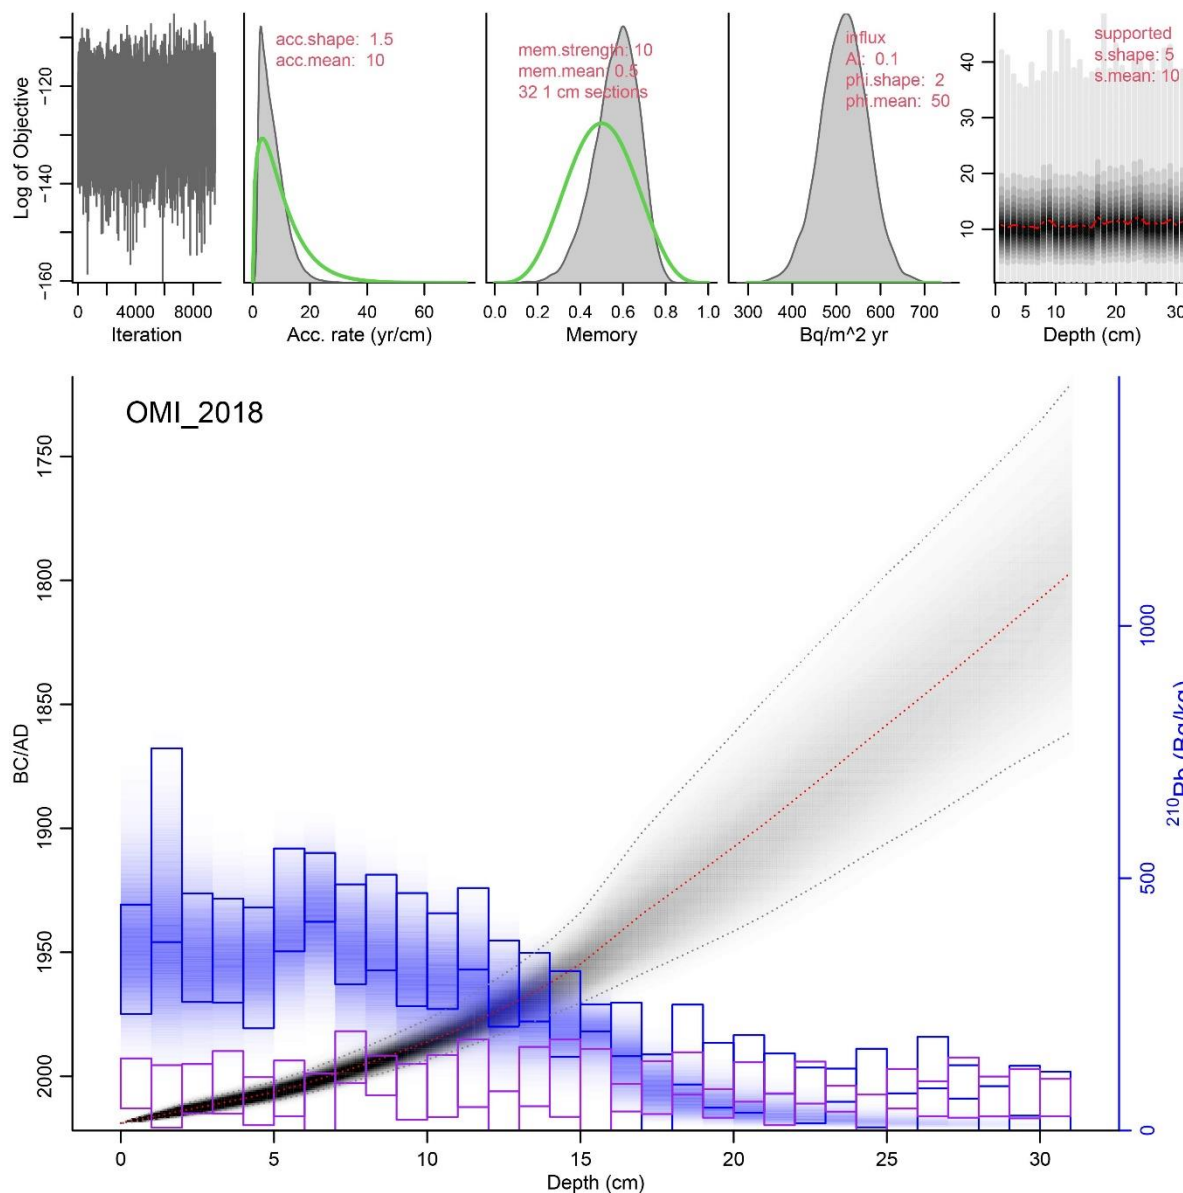 Log of Objective
-120
-140
-160
0 4000 8000
Iteration
acc.shape: 1.5
acc.mean: 10
0 20 40 60
Acc. rate (yr/cm)
mem.strength: 10
mem.mean: 0.5
32 1 cm sections
0.0 0.2 0.4 0.6 0.8 1.0
Memory
influx
Al: 0.1
phi.shape: 2
phi.mean: 50
300 400 500 600 700
Bq/m^2 yr
supported
s.shape: 5
s.mean: 10
40
30
20
10
0 5 10 20 30
Depth (cm)
OMI_2018
BC/AD
1750
1800
1850
1900
1950
2000
0 5 10 15 20 25 30
Depth (cm)
1000
500
0
²¹⁰Pb (Bq/kg)